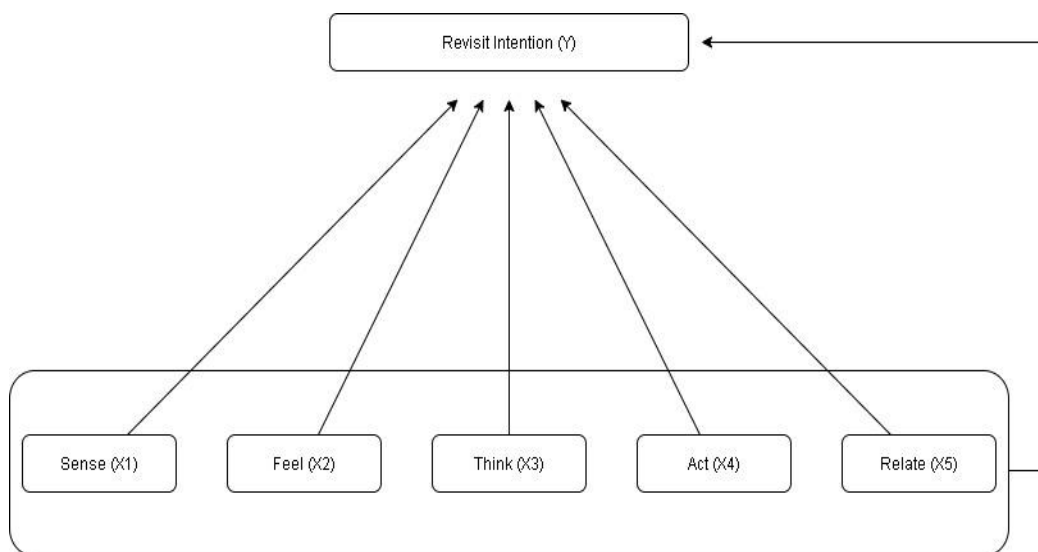 Revisit Intention (Y)
Sense (X1)
Feel (X2)
Think (X3)
Act (X4)
Relate (X5)